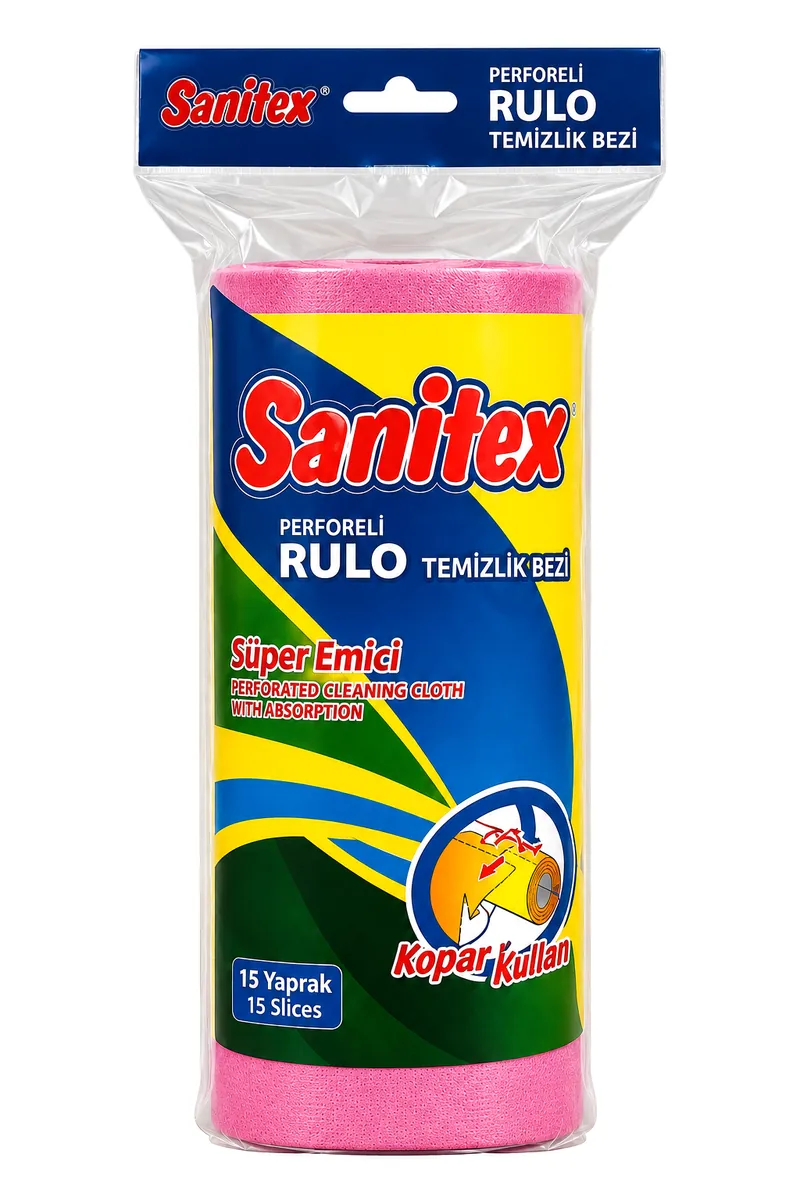 Sanitex®
PERFORELİ
RULO
TEMİZLİK BEZİ
Sanitex®
PERFORELİ
RULO TEMİZLİK BEZİ
Süper Emici
PERFORATED CLEANING CLOTH
WITH ABSORPTION
Kopar Kullan
15 Yaprak
15 Slices